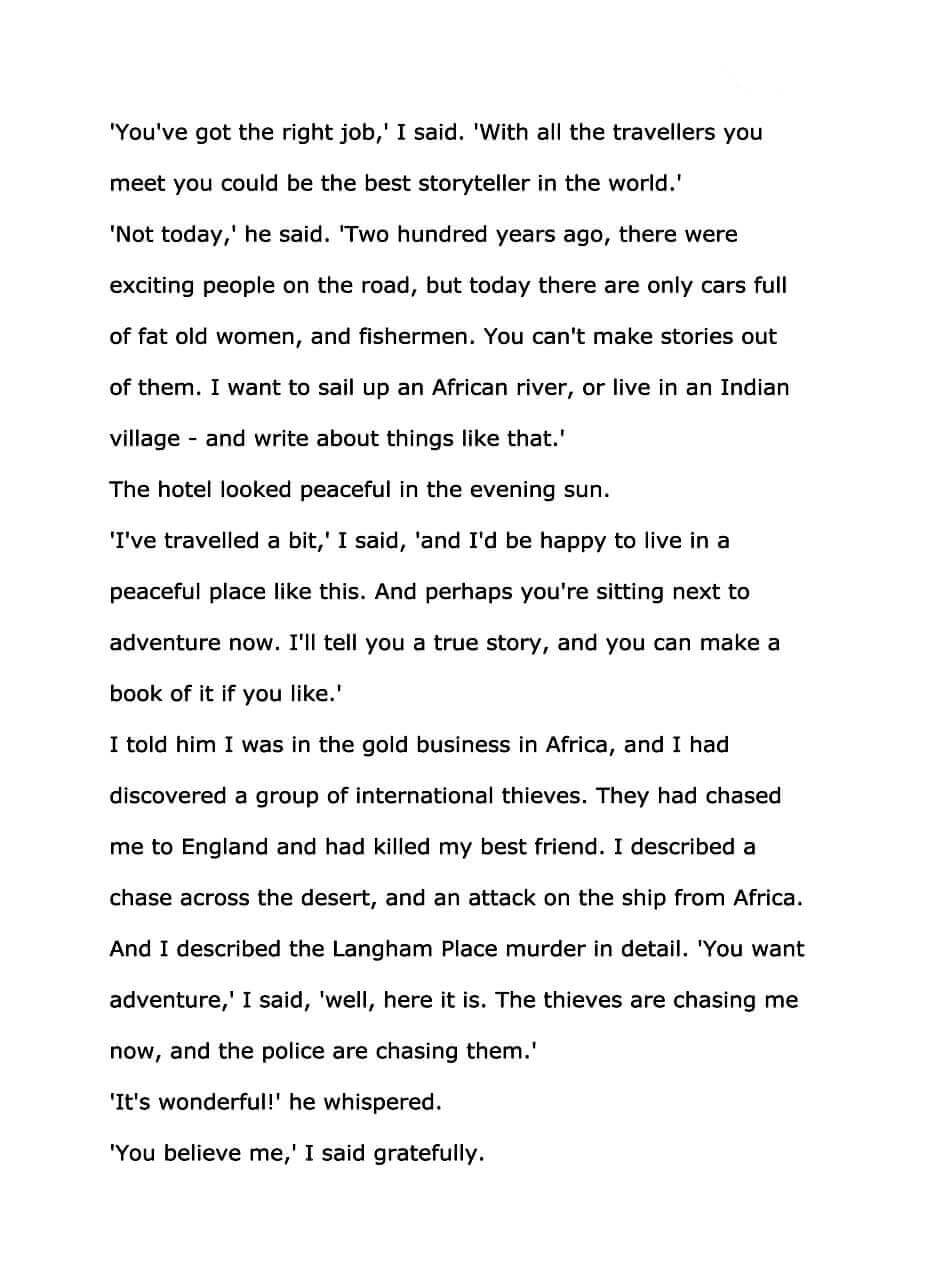 'You've got the right job,' I said. 'With all the travellers you
meet you could be the best storyteller in the world.'
'Not today,' he said. 'Two hundred years ago, there were
exciting people on the road, but today there are only cars full
of fat old women, and fishermen. You can't make stories out
of them. I want to sail up an African river, or live in an Indian
village - and write about things like that.'
The hotel looked peaceful in the evening sun.
'I've travelled a bit,' I said, 'and I'd be happy to live in a
peaceful place like this. And perhaps you're sitting next to
adventure now. I'll tell you a true story, and you can make a
book of it if you like.'
I told him I was in the gold business in Africa, and I had
discovered a group of international thieves. They had chased
me to England and had killed my best friend. I described a
chase across the desert, and an attack on the ship from Africa.
And I described the Langham Place murder in detail. 'You want
adventure,' I said, 'well, here it is. The thieves are chasing me
now, and the police are chasing them.'
'It's wonderful!' he whispered.
'You believe me,' I said gratefully.